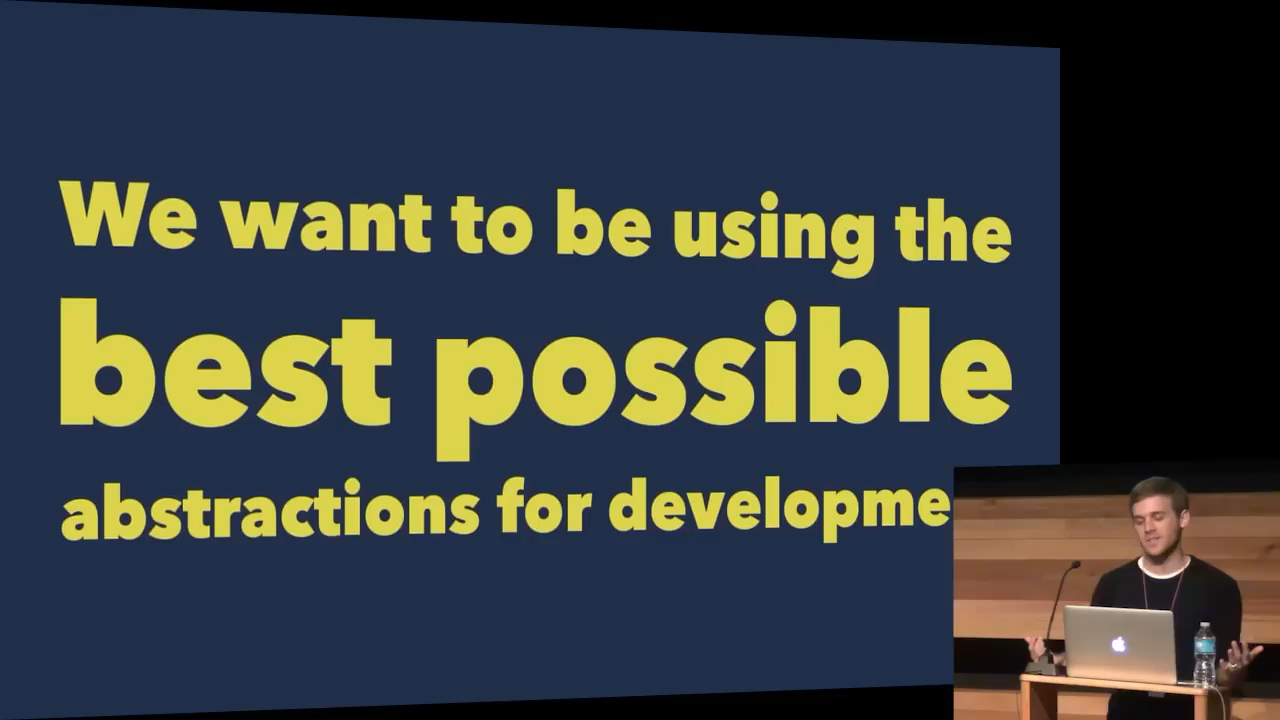 We want to be using the
best possible
abstractions for developme